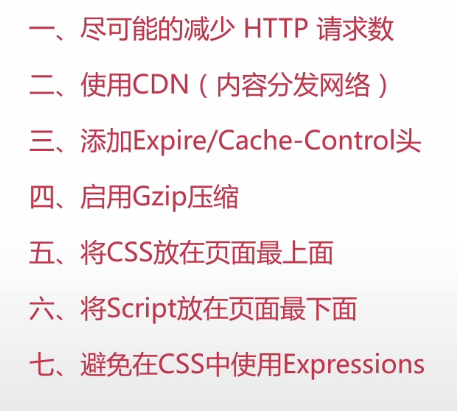 一、尽可能的减少 HTTP 请求数
二、使用CDN（内容分发网络）
三、添加Expire/Cache-Control头
四、启用Gzip压缩
五、将CSS放在页面最上面
六、将Script放在页面最下面
七、避免在CSS中使用Expressions